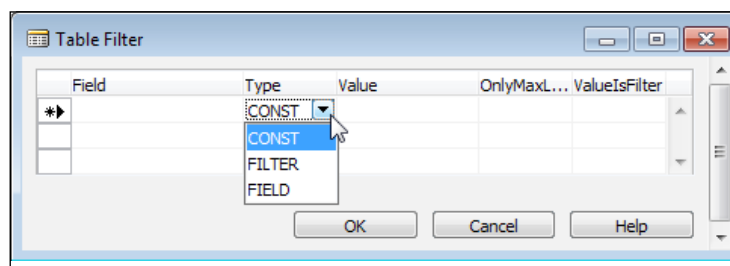 Table Filter
Field Type Value OnlyMaxL... ValueIsFilter
CONST
CONST
FILTER
FIELD
OK Cancel Help